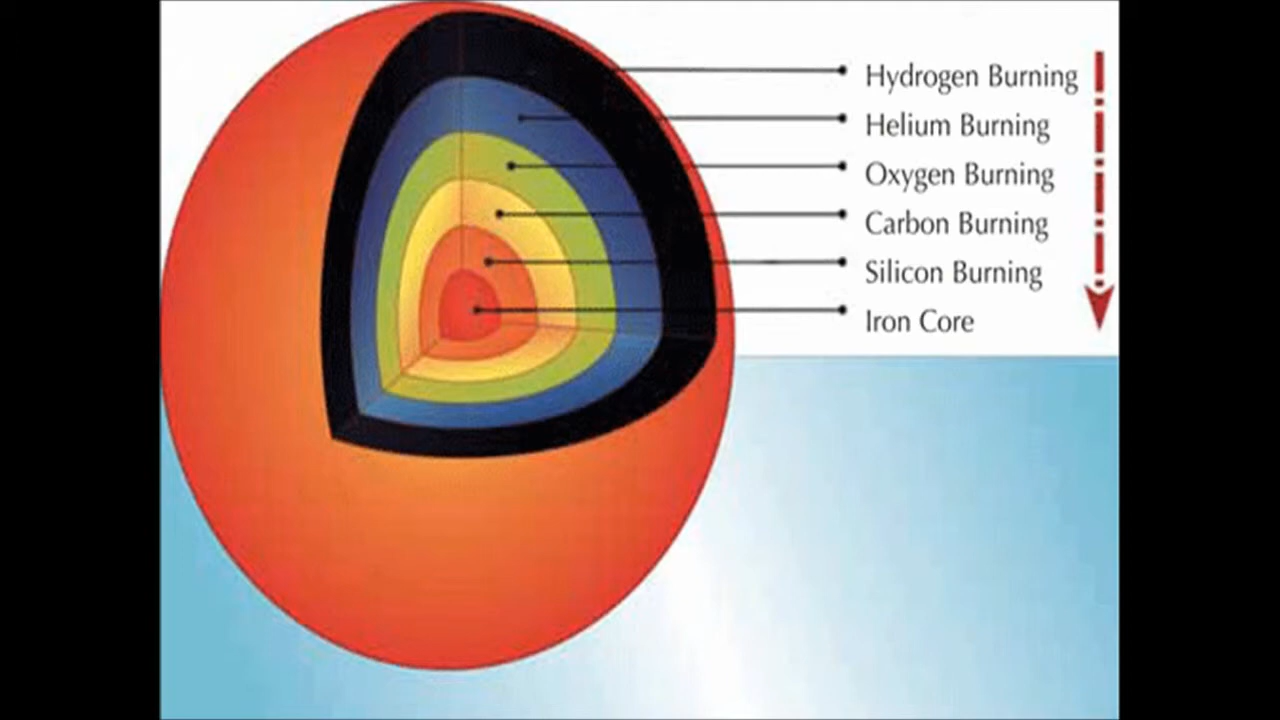 Hydrogen Burning
Helium Burning
Oxygen Burning
Carbon Burning
Silicon Burning
Iron Core